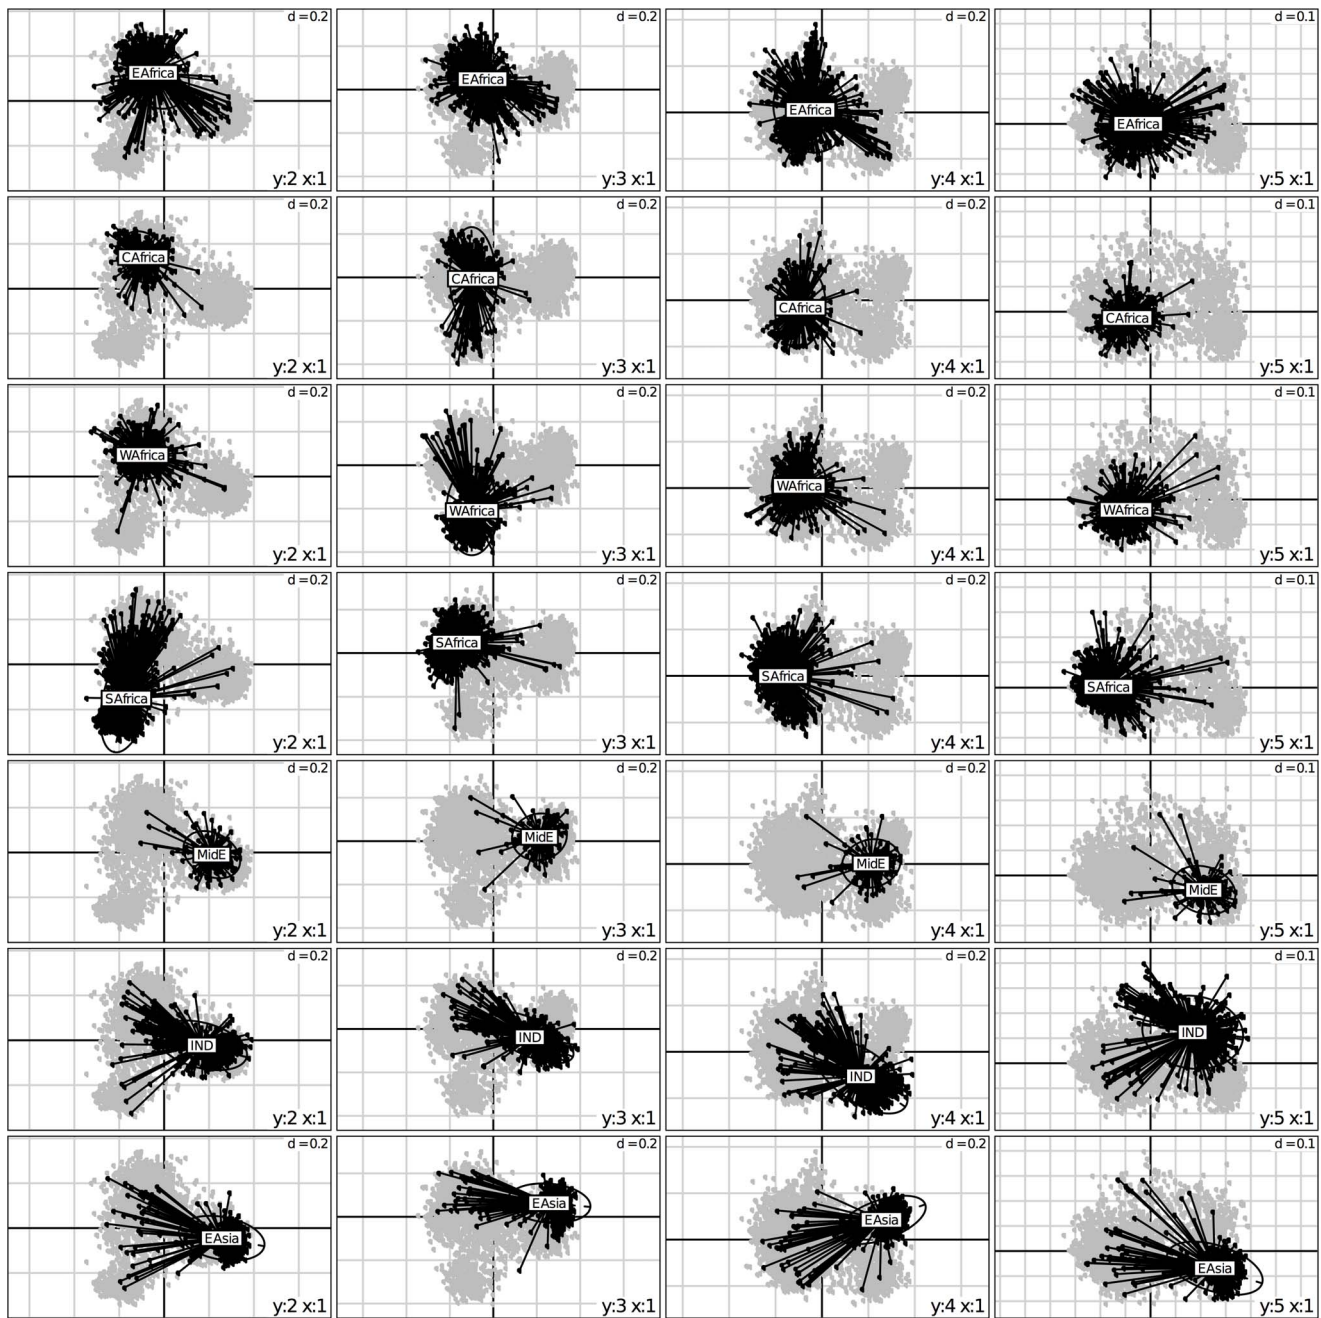 d = 0.2
EAfrica
y:2 x:1
d = 0.2
EAfrica
y:3 x:1
d = 0.2
EAfrica
y:4 x:1
d = 0.1
EAfrica
y:5 x:1
d = 0.2
CAfrica
y:2 x:1
d = 0.2
CAfrica
y:3 x:1
d = 0.2
CAfrica
y:4 x:1
d = 0.1
CAfrica
y:5 x:1
d = 0.2
WAfrica
y:2 x:1
d = 0.2
WAfrica
y:3 x:1
d = 0.2
WAfrica
y:4 x:1
d = 0.1
WAfrica
y:5 x:1
d = 0.2
SAfrica
y:2 x:1
d = 0.2
SAfrica
y:3 x:1
d = 0.2
SAfrica
y:4 x:1
d = 0.1
SAfrica
y:5 x:1
d = 0.2
MidE
y:2 x:1
d = 0.2
MidE
y:3 x:1
d = 0.2
MidE
y:4 x:1
d = 0.1
MidE
y:5 x:1
d = 0.2
IND
y:2 x:1
d = 0.2
IND
y:3 x:1
d = 0.2
IND
y:4 x:1
d = 0.1
IND
y:5 x:1
d = 0.2
EAsia
y:2 x:1
d = 0.2
EAsia
y:3 x:1
d = 0.2
EAsia
y:4 x:1
d = 0.1
EAsia
y:5 x:1